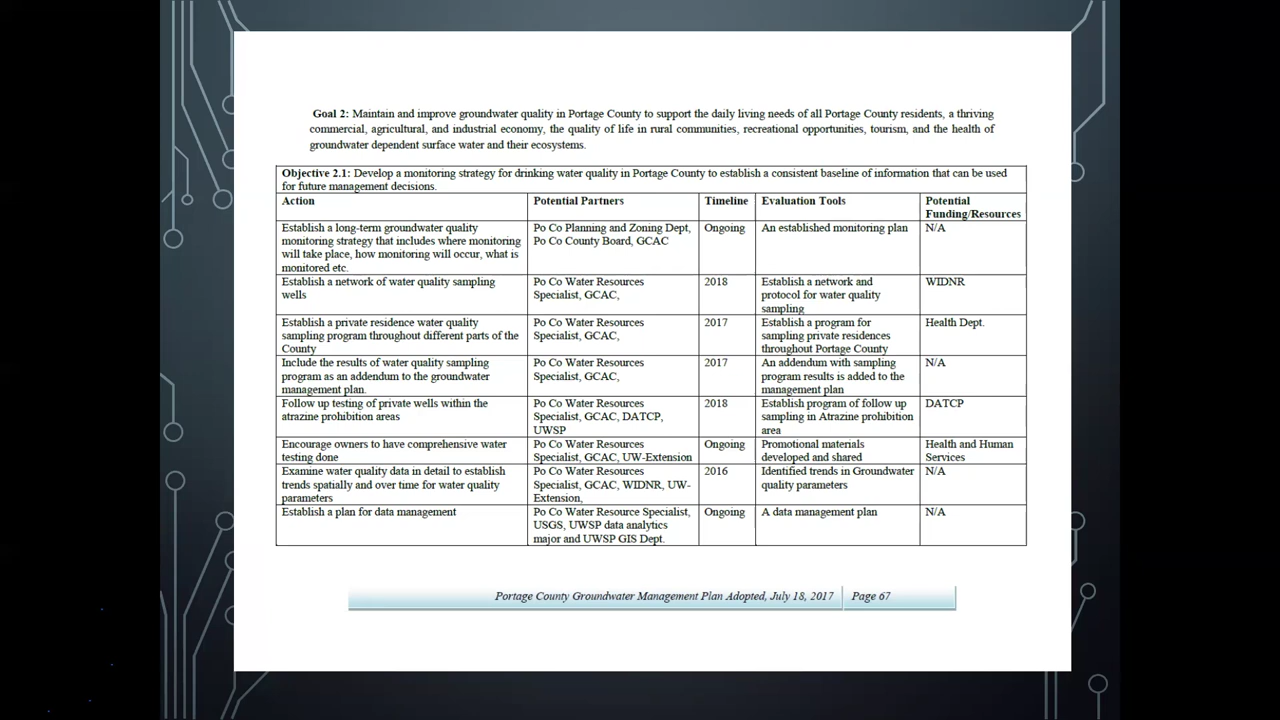 Goal 2: Maintain and improve groundwater quality in Portage County to support the daily living needs of all Portage County residents, a thriving
commercial, agricultural, and industrial economy, the quality of life in rural communities, recreational opportunities, tourism, and the health of
groundwater dependent surface water and their ecosystems.
Objective 2.1: Develop a monitoring strategy for drinking water quality in Portage County to establish a consistent baseline of information that can be used
for future management decisions.
Action
Potential Partners
Timeline
Evaluation Tools
Potential
Funding/Resources
Establish a long-term groundwater quality
monitoring strategy that includes where monitoring
will take place, how monitoring will occur, what is
monitored etc.
Po Co Planning and Zoning Dept,
Po Co County Board, GCAC
Ongoing
An established monitoring plan
N/A
Establish a network of water quality sampling
wells
Po Co Water Resources
Specialist, GCAC,
2018
Establish a network and
protocol for water quality
sampling
WIDNR
Establish a private residence water quality
sampling program throughout different parts of the
County
Po Co Water Resources
Specialist, GCAC,
2017
Establish a program for
sampling private residences
throughout Portage County
Health Dept.
Include the results of water quality sampling
program as an addendum to the groundwater
management plan.
Po Co Water Resources
Specialist, GCAC,
2017
An addendum with sampling
program results is added to the
management plan
N/A
Follow up testing of private wells within the
atrazine prohibition areas
Po Co Water Resources
Specialist, GCAC, DATCP,
UWSP
2018
Establish program of follow up
sampling in Atrazine prohibition
area
DATCP
Encourage owners to have comprehensive water
testing done
Po Co Water Resources
Specialist, GCAC, UW-Extension
Ongoing
Promotional materials
developed and shared
Health and Human
Services
Examine water quality data in detail to establish
trends spatially and over time for water quality
parameters
Po Co Water Resources
Specialist, GCAC, WIDNR, UW-
Extension,
2016
Identified trends in Groundwater
quality parameters
N/A
Establish a plan for data management
Po Co Water Resource Specialist,
USGS, UWSP data analytics
major and UWSP GIS Dept.
Ongoing
A data management plan
N/A
Portage County Groundwater Management Plan Adopted, July 18, 2017
Page 67